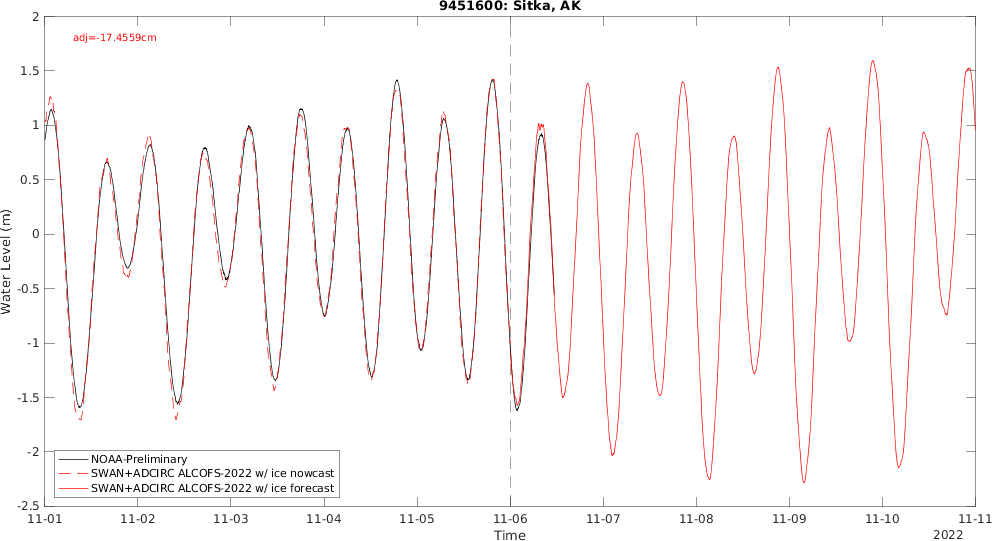 9451600: Sitka, AK
adj=-17.4559cm
2
1.5
1
0.5
0
-0.5
-1
-1.5
-2
-2.5
Water Level (m)
NOAA-Preliminary
SWAN+ADCIRC ALCOFS-2022 w/ ice nowcast
SWAN+ADCIRC ALCOFS-2022 w/ ice forecast
11-01 11-02 11-03 11-04 11-05 11-06 11-07 11-08 11-09 11-10 11-11
Time
2022